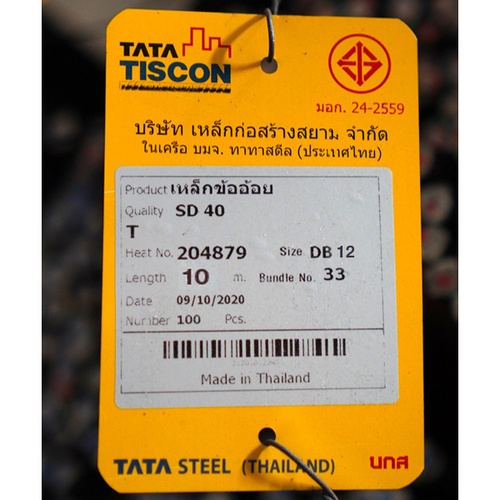 TATA
TISCON
มอก. 24-2559
บริษัท เหล็กก่อสร้างสยาม จำกัด
ในเครือ บมจ. ทาทาสตีล (ประเทศไทย)
Product เหล็กข้ออ้อย
Quality SD 40
T
Heat No. 204879 Size DB 12
Length 10 m. Bundle No. 33
Date 09/10/2020
Number 100 Pcs.
Made in Thailand
TATA STEEL (THAILAND) นกส